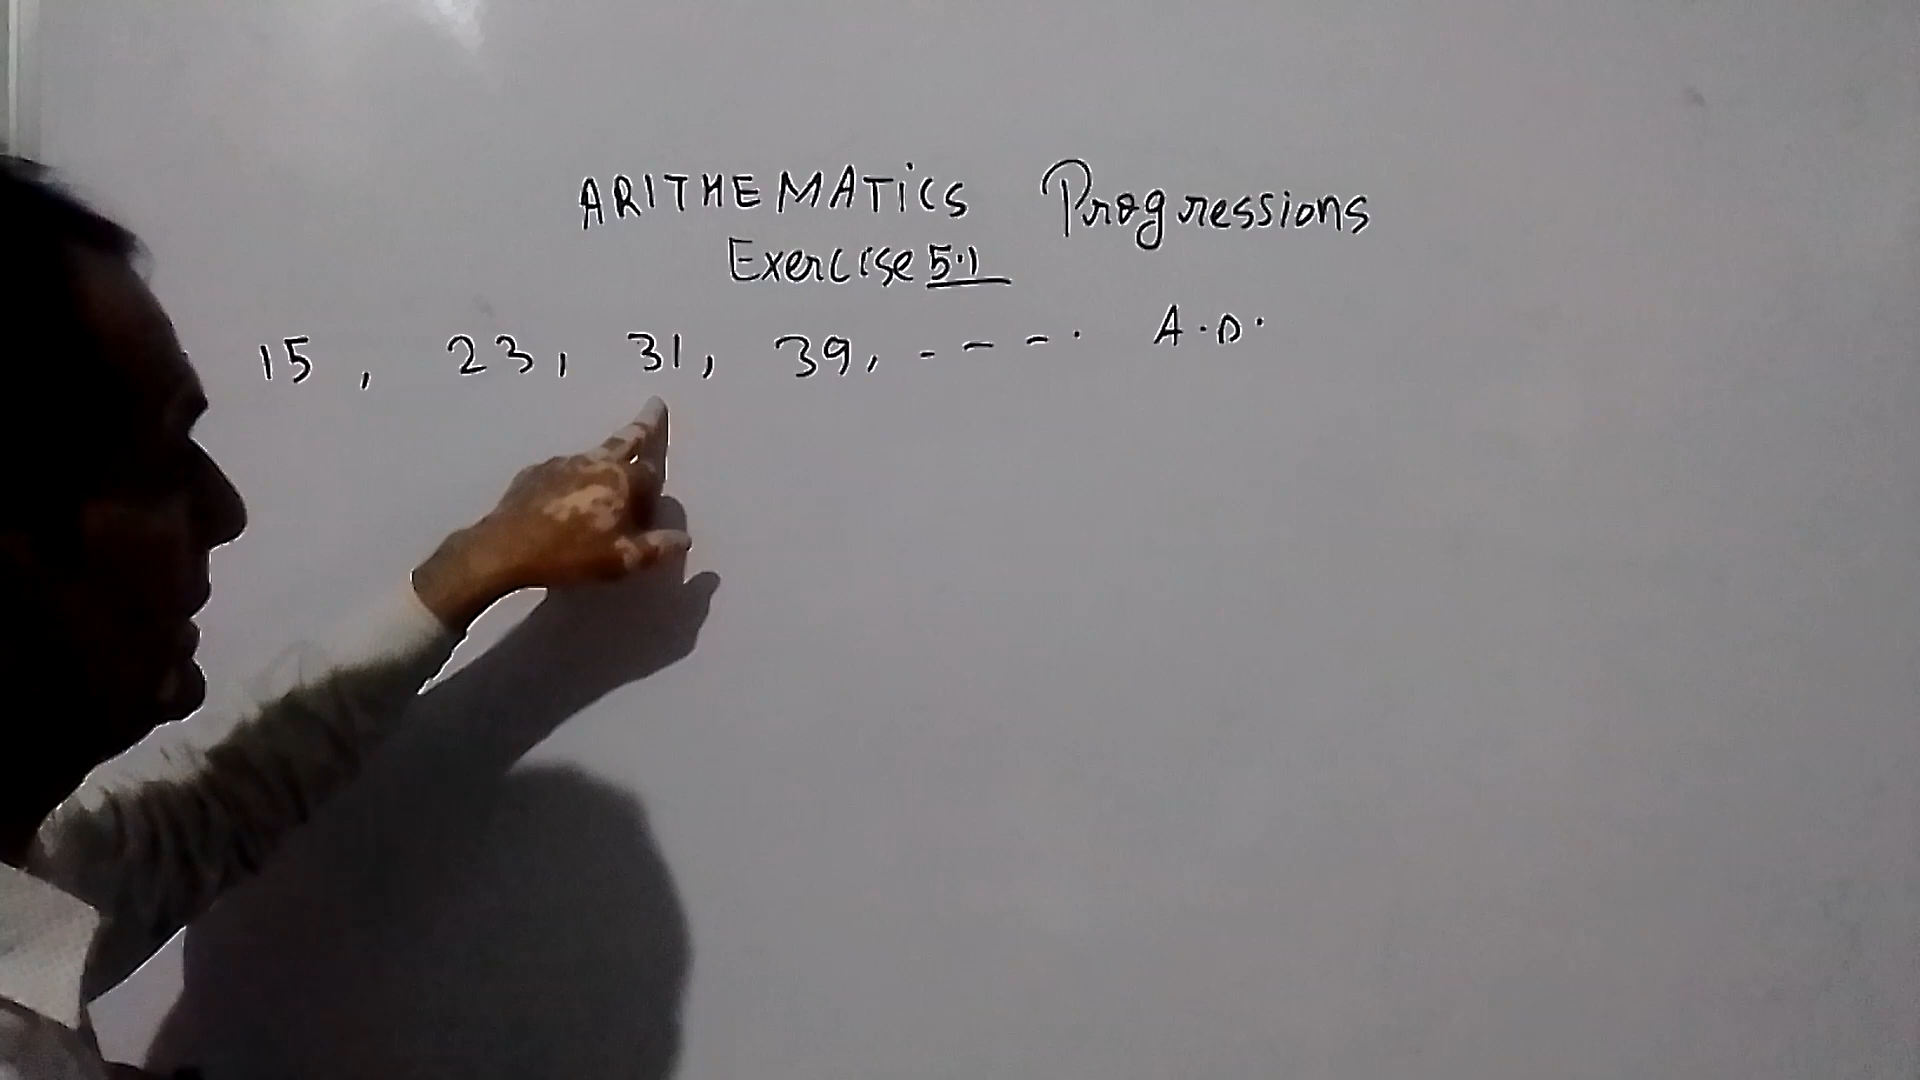 ARITHEMATiCS Progressions
Exercise 5.1
15 , 23, 31, 39, - - - . A.D.